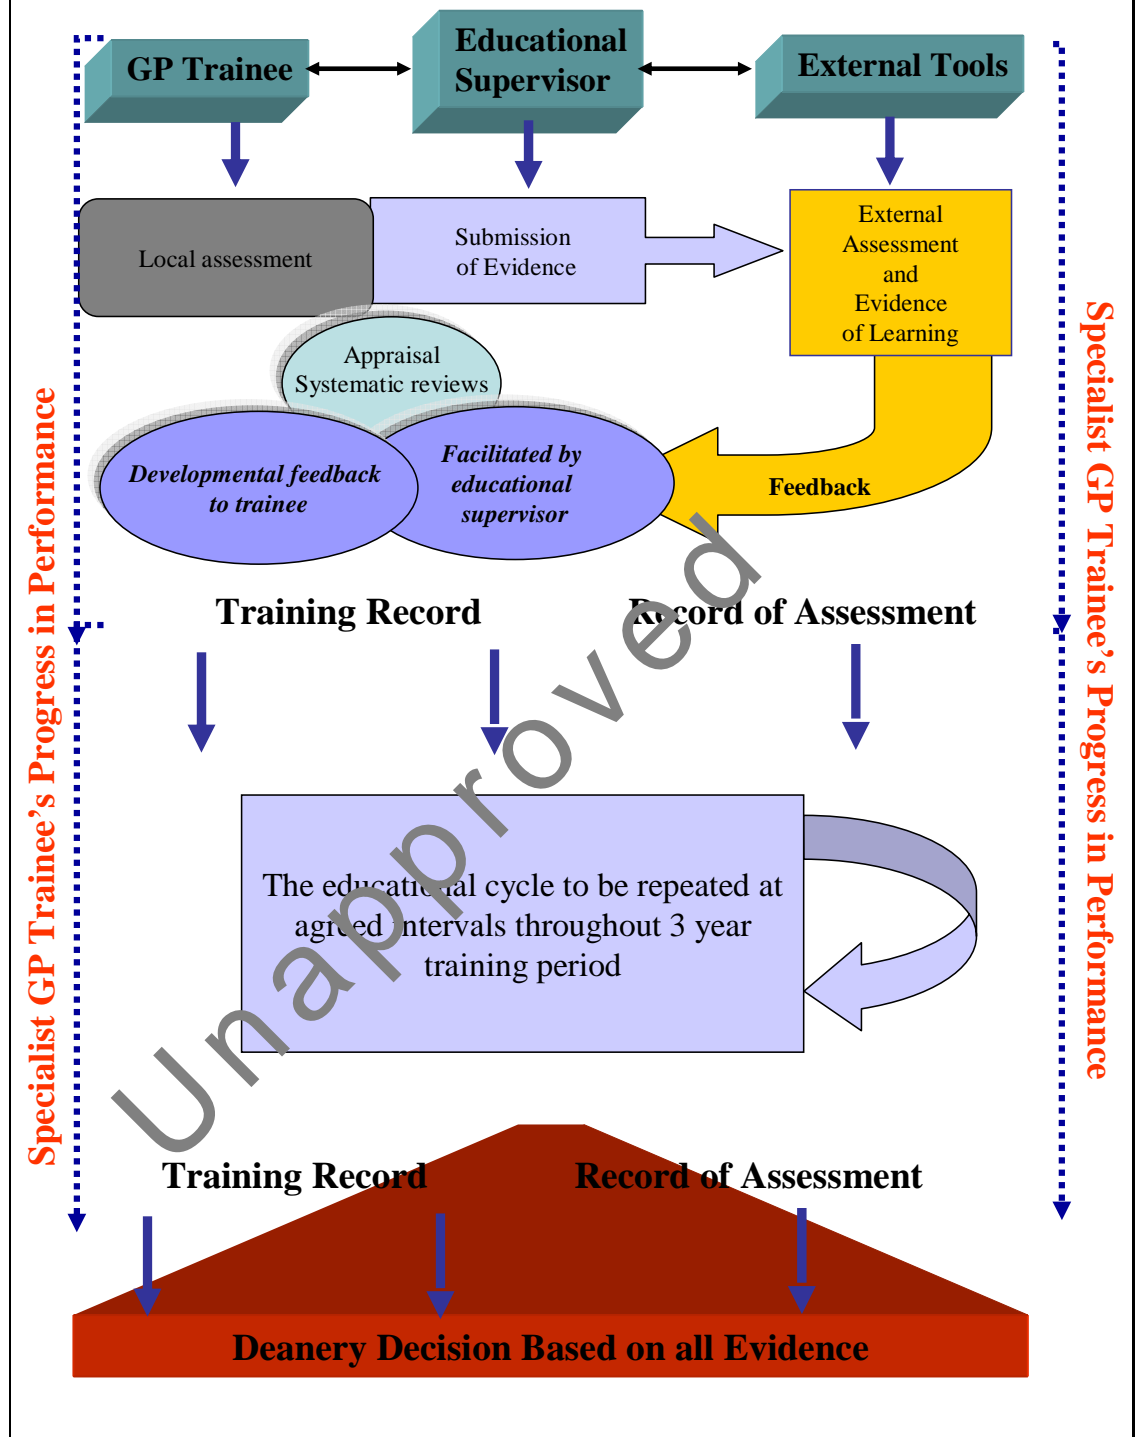 GP Trainee
Educational
Supervisor
External Tools
Local assessment
Submission
of Evidence
External
Assessment
and
Evidence
of Learning
Appraisal
Systematic reviews
Developmental feedback
to trainee
Facilitated by
educational
supervisor
Feedback
Training Record
Record of Assessment
The educational cycle to be repeated at
agreed intervals throughout 3 year
training period
Training Record
Record of Assessment
Deanery Decision Based on all Evidence
Specialist GP Trainee's Progress in Performance
Specialist GP Trainee's Progress in Performance
Unapproved